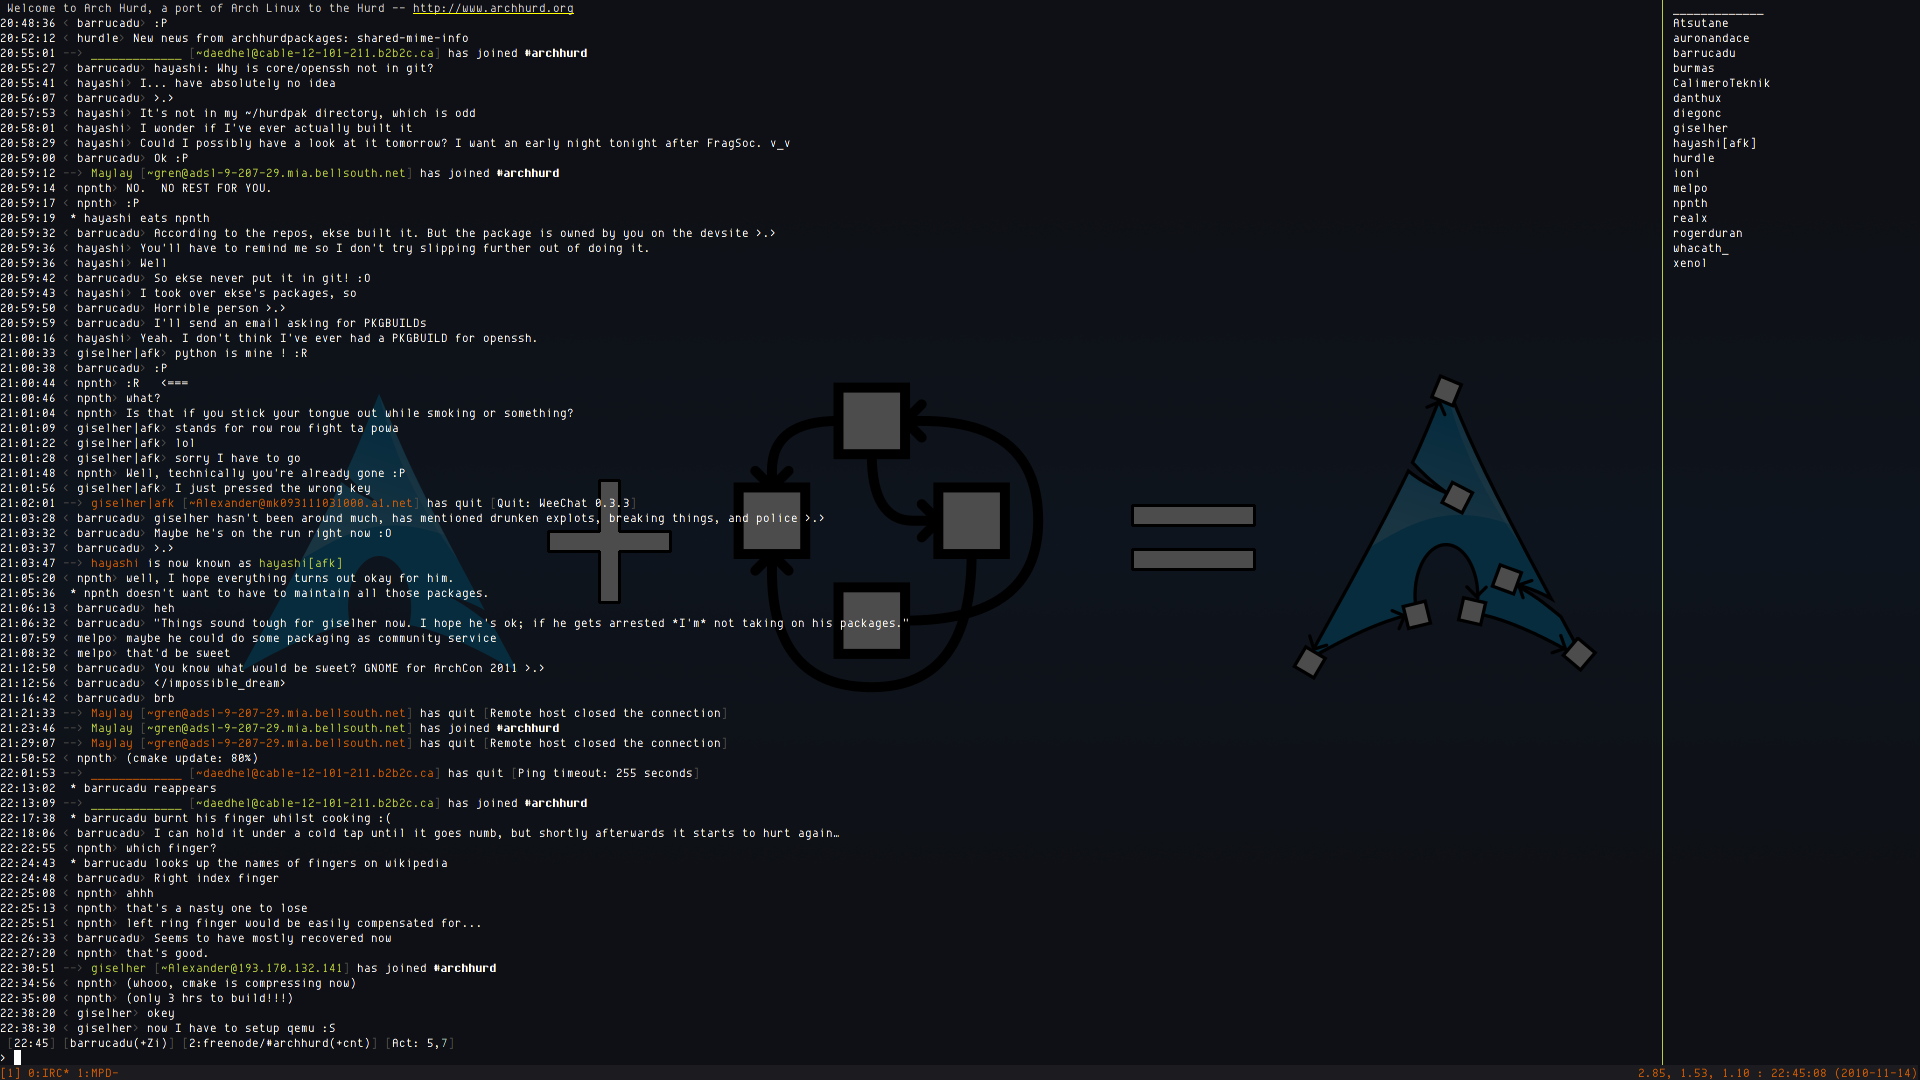 Welcome to Arch Hurd, a port of Arch Linux to the Hurd -- http://www.archhurd.org
20:48:36 < barrucadu> :P
20:52:12 < hurdle> New news from archhurdpackages: shared-mime-info
20:55:01 --> _____________ [~daedhel@cable-12-101-211.b2b2c.ca] has joined #archhurd
20:55:27 < barrucadu> hayashi: Why is core/openssh not in git?
20:55:41 < hayashi> I... have absolutely no idea
20:56:07 < barrucadu> >.>
20:57:53 < hayashi> It's not in my ~/hurdpak directory, which is odd
20:58:01 < hayashi> I wonder if I've ever actually built it
20:58:29 < hayashi> Could I possibly have a look at it tomorrow? I want an early night tonight after FragSoc. v_v
20:59:00 < barrucadu> Ok :P
20:59:12 --> Maylay [~gren@adsl-9-207-29.mia.bellsouth.net] has joined #archhurd
20:59:14 < npnth> NO.  NO REST FOR YOU.
20:59:17 < npnth> :P
20:59:19  * hayashi eats npnth
20:59:32 < barrucadu> According to the repos, ekse built it. But the package is owned by you on the devsite >.>
20:59:36 < hayashi> You'll have to remind me so I don't try slipping further out of doing it.
20:59:36 < hayashi> Well
20:59:42 < barrucadu> So ekse never put it in git! :O
20:59:43 < hayashi> I took over ekse's packages, so
20:59:50 < barrucadu> Horrible person >.>
20:59:59 < barrucadu> I'll send an email asking for PKGBUILDs
21:00:16 < hayashi> Yeah. I don't think I've ever had a PKGBUILD for openssh.
21:00:33 < giselher|afk> python is mine ! :R
21:00:38 < barrucadu> :P
21:00:44 < npnth> :R   <===
21:00:46 < npnth> what?
21:01:04 < npnth> Is that if you stick your tongue out while smoking or something?
21:01:09 < giselher|afk> stands for row row fight ta powa
21:01:22 < giselher|afk> lol
21:01:28 < giselher|afk> sorry I have to go
21:01:48 < npnth> Well, technically you're already gone :P
21:01:56 < giselher|afk> I just pressed the wrong key
21:02:01 --> giselher|afk [~Alexander@mk093111031000.a1.net] has quit [Quit: WeeChat 0.3.3]
21:03:28 < barrucadu> giselher hasn't been around much, has mentioned drunken explots, breaking things, and police >.>
21:03:32 < barrucadu> Maybe he's on the run right now :O
21:03:37 < barrucadu> >.>
21:03:47 --> hayashi is now known as hayashi[afk]
21:05:20 < npnth> well, I hope everything turns out okay for him.
21:05:36  * npnth doesn't want to have to maintain all those packages.
21:06:13 < barrucadu> heh
21:06:32 < barrucadu> "Things sound tough for giselher now. I hope he's ok; if he gets arrested *I'm* not taking on his packages."
21:07:59 < melpo> maybe he could do some packaging as community service
21:08:32 < melpo> that'd be sweet
21:12:50 < barrucadu> You know what would be sweet? GNOME for ArchCon 2011 >.>
21:12:56 < barrucadu> </impossible_dream>
21:16:42 < barrucadu> brb
21:21:33 --> Maylay [~gren@adsl-9-207-29.mia.bellsouth.net] has quit [Remote host closed the connection]
21:23:46 --> Maylay [~gren@adsl-9-207-29.mia.bellsouth.net] has joined #archhurd
21:29:07 --> Maylay [~gren@adsl-9-207-29.mia.bellsouth.net] has quit [Remote host closed the connection]
21:50:52 < npnth> (cmake update: 80%)
22:01:53 --> _____________ [~daedhel@cable-12-101-211.b2b2c.ca] has quit [Ping timeout: 255 seconds]
22:13:02  * barrucadu reappears
22:13:09 --> _____________ [~daedhel@cable-12-101-211.b2b2c.ca] has joined #archhurd
22:17:38  * barrucadu burnt his finger whilst cooking :(
22:18:06 < barrucadu> I can hold it under a cold tap until it goes numb, but shortly afterwards it starts to hurt again…
22:22:55 < npnth> which finger?
22:24:43  * barrucadu looks up the names of fingers on wikipedia
22:24:48 < barrucadu> Right index finger
22:25:08 < npnth> ahhh
22:25:13 < npnth> that's a nasty one to lose
22:25:51 < npnth> left ring finger would be easily compensated for...
22:26:33 < barrucadu> Seems to have mostly recovered now
22:27:20 < npnth> that's good.
22:30:51 --> giselher [~Alexander@193.170.132.141] has joined #archhurd
22:34:56 < npnth> (whooo, cmake is compressing now)
22:35:00 < npnth> (only 3 hrs to build!!!)
22:38:20 < giselher> okey
22:38:30 < giselher> now I have to setup qemu :S
[22:45] [barrucadu(+Zi)] [2:freenode/#archhurd(+cnt)] [Act: 5,7]
>
[1] 0:IRC* 1:MPD-
_____________
Atsutane
auronandace
barrucadu
burmas
CalimeroTeknik
danthux
diegonc
giselher
hayashi[afk]
hurdle
ioni
melpo
npnth
realx
rogerduran
whacath_
xenol
2.85, 1.53, 1.10 : 22:45:08 (2010-11-14)